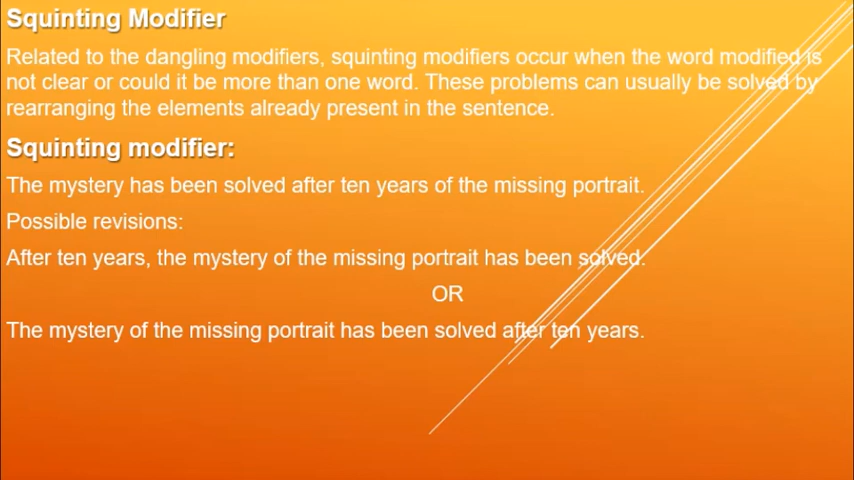 Squinting Modifier
Related to the dangling modifiers, squinting modifiers occur when the word modified is
not clear or could it be more than one word. These problems can usually be solved by
rearranging the elements already present in the sentence.
Squinting modifier:
The mystery has been solved after ten years of the missing portrait.
Possible revisions:
After ten years, the mystery of the missing portrait has been solved.
OR
The mystery of the missing portrait has been solved after ten years.